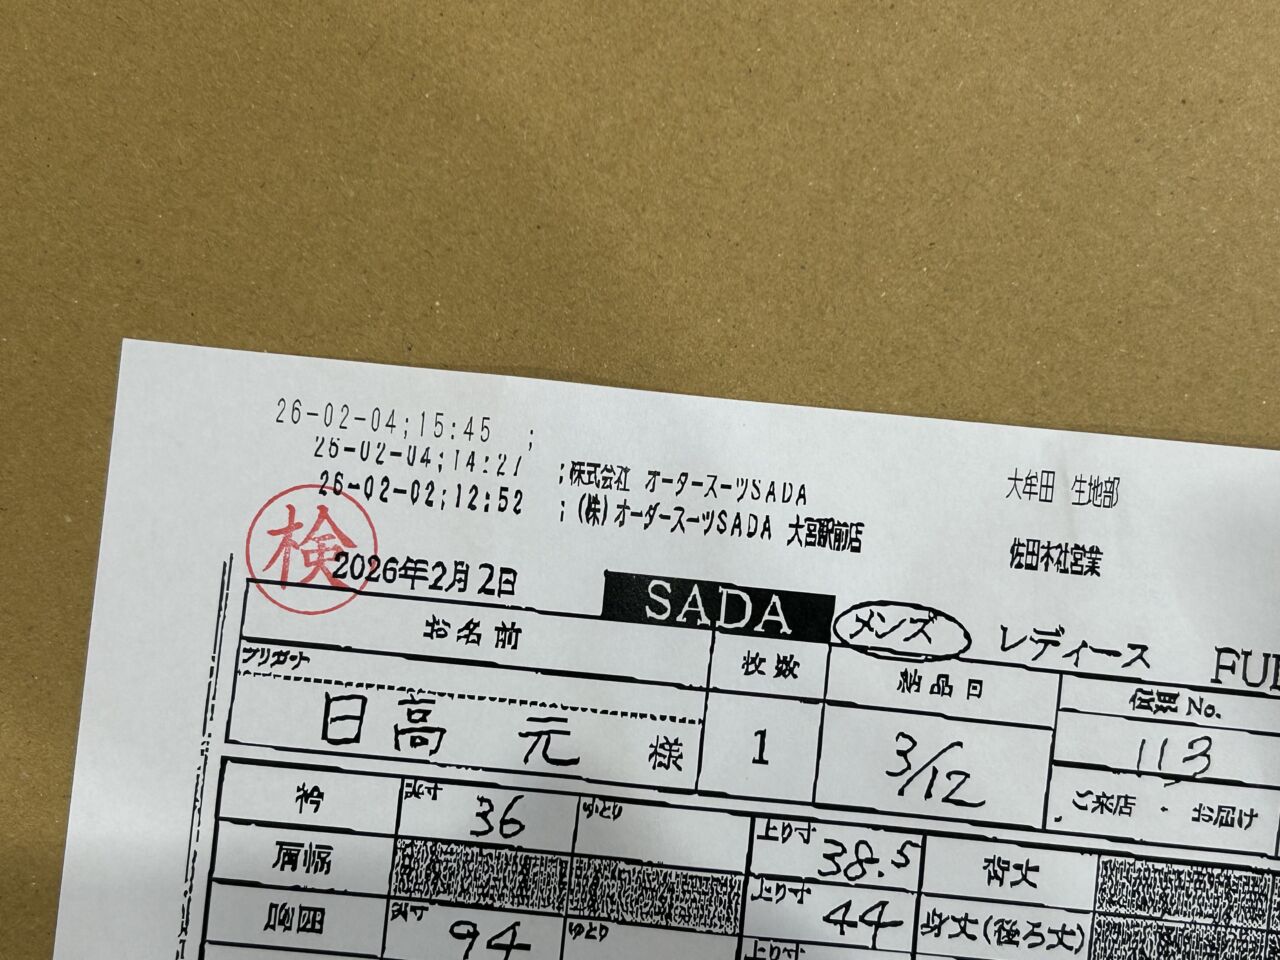 26-02-04;15:45 ;
26-02-04;14:27 ;株式会社 オーダースーツSADA 大牟田 生地部
26-02-02;12:52 ;(株)オーダースーツSADA 大宮駅前店 佐田本社営業
検
2026年2月2日 SADA メンズ レディース
お名前 枚数 納品日 No.
フリガナ
日高 元 様 1 3/12 113
ご来店 ・ お届け
衿 36 ゆとり 上り寸 38.5 着丈
肩幅 上り寸 44 身丈(後ろ丈)
胸囲 94 ゆとり 上り寸